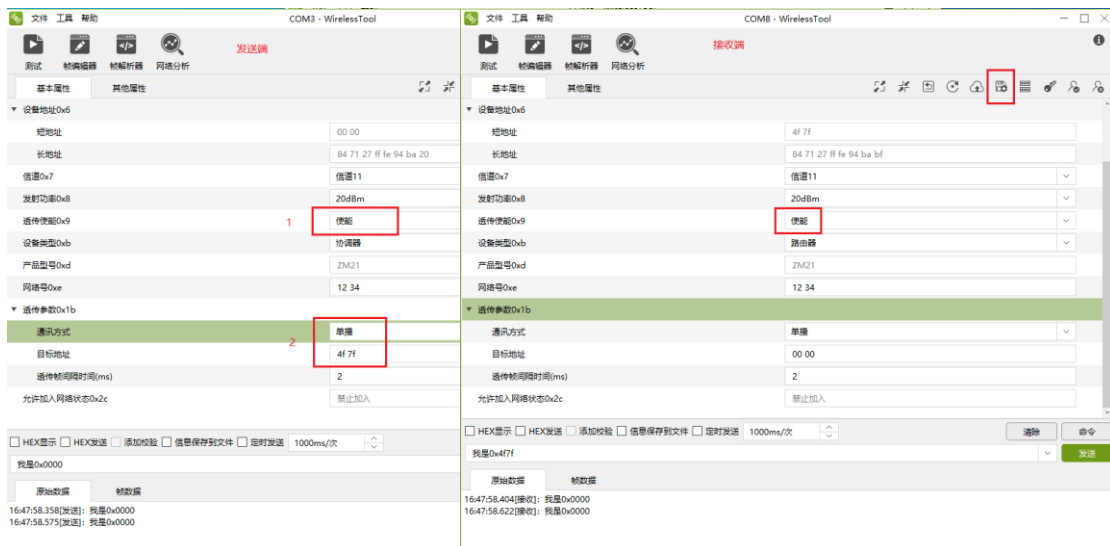 文件 工具 帮助
COM3 - WirelessTool
测试 帧编辑器 帧解析器 网络分析
发送端
基本属性 其他属性
设备地址0x6
短地址 00 00
长地址 84 71 27 ff fe 94 ba 20
信道0x7 信道11
发射功率0x8 20dBm
透传使能0x9 1 使能
设备类型0xb 协调器
产品型号0xd ZM21
网络号0xe 12 34
透传参数0x1b
通讯方式 单播
2
目标地址 4f 7f
透传帧间隔时间(ms) 2
允许加入网络状态0x2c 禁止加入
HEX显示 HEX发送 添加校验 信息保存到文件 定时发送 1000ms/次
我是0x0000
原始数据 帧数据
16:47:58.358[发送]：我是0x0000
16:47:58.575[发送]：我是0x0000
文件 工具 帮助
COM8 - WirelessTool
测试 帧编辑器 帧解析器 网络分析
接收端
基本属性 其他属性
设备地址0x6
短地址 4f 7f
长地址 84 71 27 ff fe 94 ba bf
信道0x7 信道11
发射功率0x8 20dBm
透传使能0x9 使能
设备类型0xb 路由器
产品型号0xd ZM21
网络号0xe 12 34
透传参数0x1b
通讯方式 单播
目标地址 00 00
透传帧间隔时间(ms) 2
允许加入网络状态0x2c 禁止加入
HEX显示 HEX发送 添加校验 信息保存到文件 定时发送 1000ms/次 清除 命令
我是0x4f7f 发送
原始数据 帧数据
16:47:58.404[接收]：我是0x0000
16:47:58.622[接收]：我是0x0000